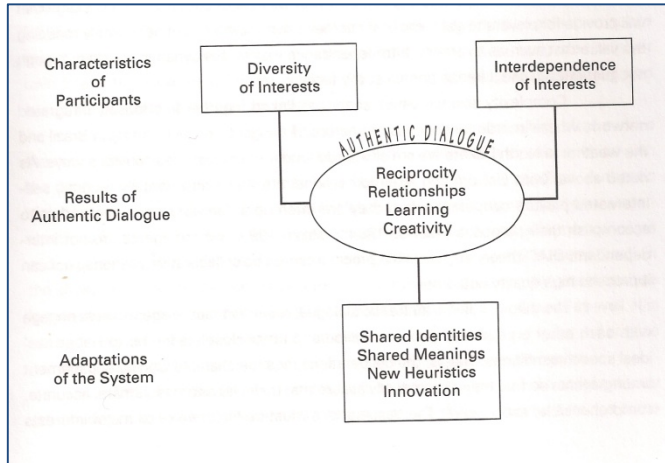 Characteristics
of
Participants
Diversity
of Interests
Interdependence
of Interests
AUTHENTIC DIALOGUE
Results of
Authentic Dialogue
Reciprocity
Relationships
Learning
Creativity
Adaptations
of the System
Shared Identities
Shared Meanings
New Heuristics
Innovation